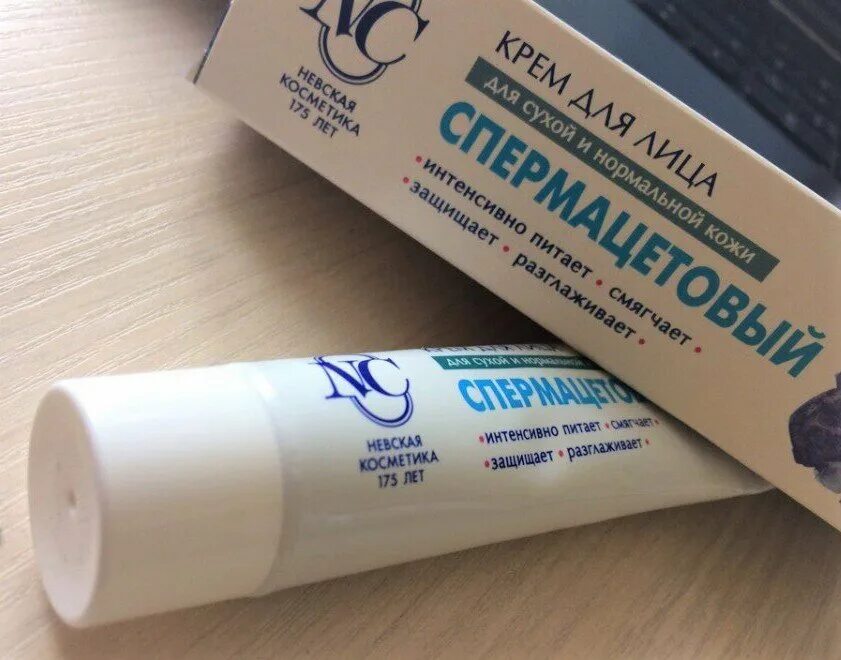 NC
НЕВСКАЯ
КОСМЕТИКА
175 ЛЕТ
КРЕМ ДЛЯ ЛИЦА
для сухой и нормальной кожи
СПЕРМАЦЕТОВЫЙ
• интенсивно питает • смягчает •
• защищает • разглаживает •
NC
НЕВСКАЯ
КОСМЕТИКА
175 ЛЕТ
для сухой и нормальной
СПЕРМАЦЕТО
• интенсивно питает • смягчает •
• защищает • разглаживает •